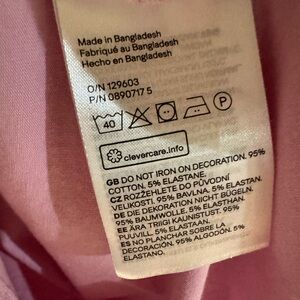 Made in Bangladesh
Fabriqué au Bangladesh
Hecho en Bangladesh
O/N 129603
P/N 0890717 5
40
P
clevercare.info
GB DO NOT IRON ON DECORATION. 95%
COTTON. 5% ELASTANE.
CZ ROZŽEHLETE DO PŮVODNÍ
VELIKOSTI. 95% BAVLNA. 5% ELASTAN.
DE DIE DEKORATION NICHT BÜGELN.
95% BAUMWOLLE. 5% ELASTHAN.
EE ÄRA TRIIGI KAUNISTUST. 95%
PUUVILL. 5% ELASTAAN.
ES NO PLANCHAR SOBRE LA
DECORACIÓN. 95% ALGODÓN. 5%
ELASTANO.